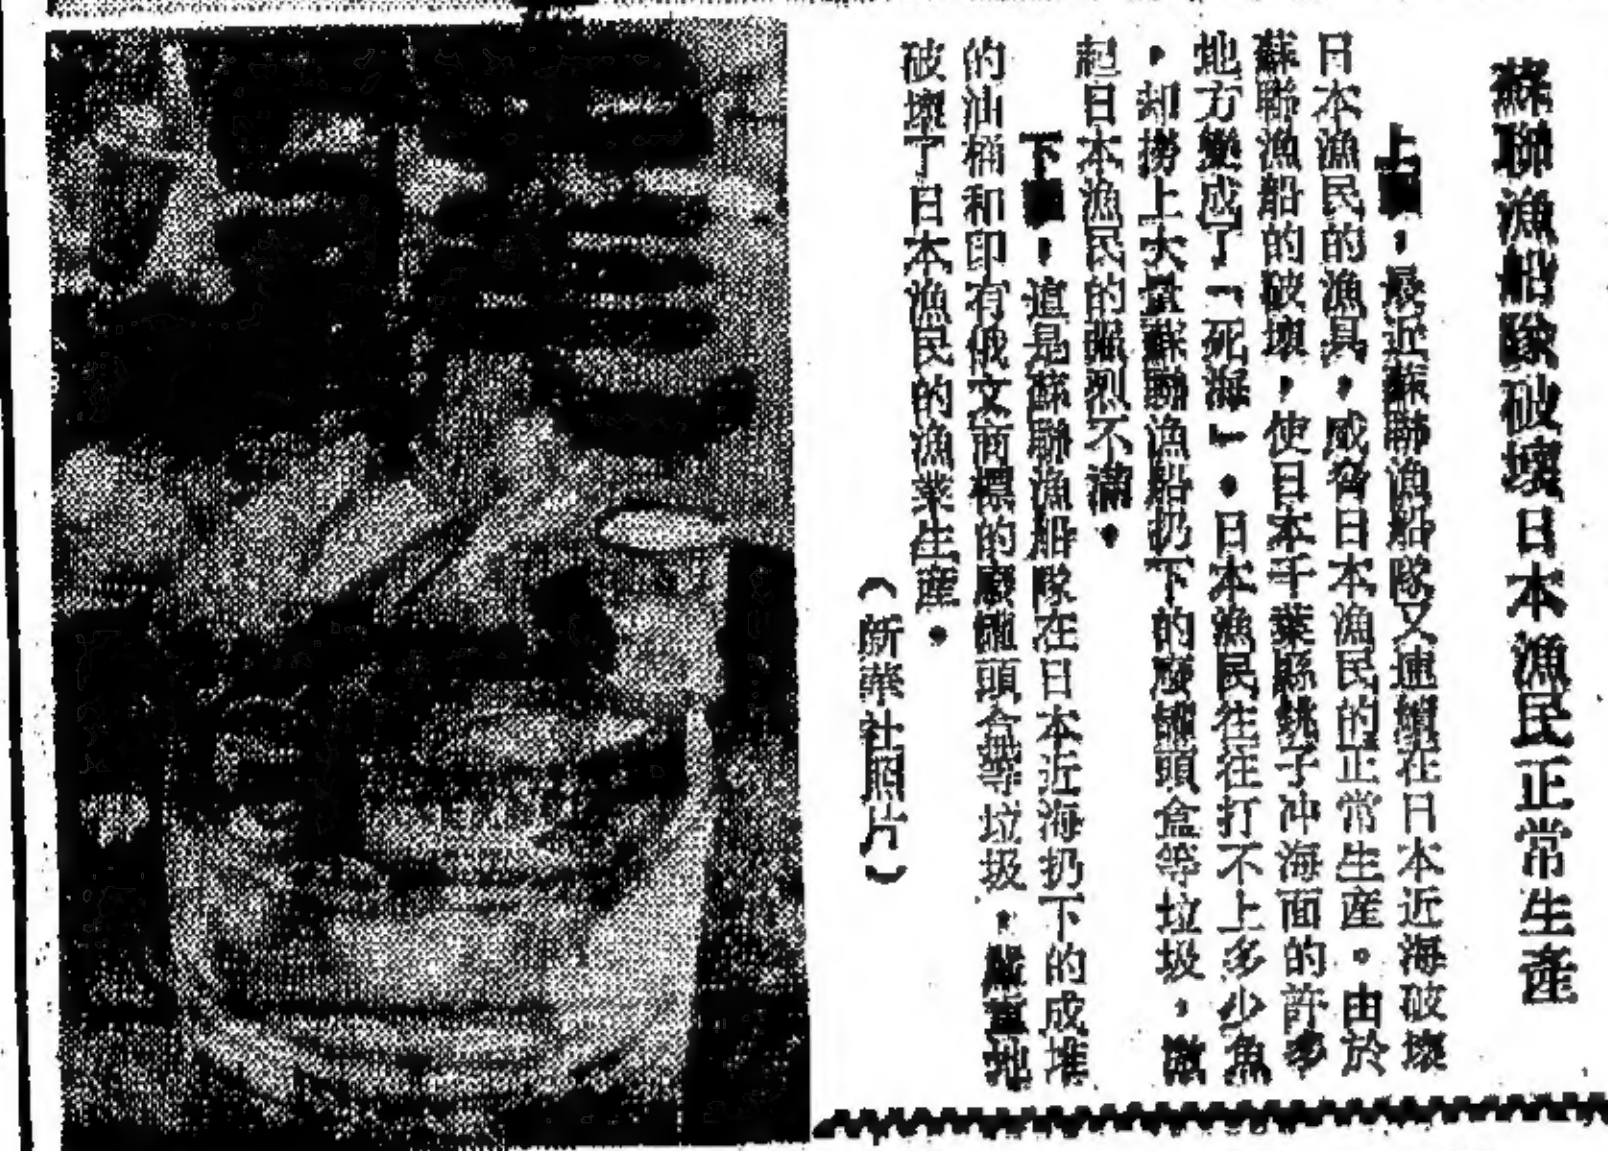 蘇聯漁船隊破壞日本漁民正常生產
上圖,最近蘇聯漁船隊又連續在日本近海破壞
日本漁民的漁具,威脅日本漁民的正常生産。由於
蘇聯漁船的破壞,使日本千葉縣銚子冲海面的許多
地方變成了「死海」。日本漁民往往打不上多少魚
,却撈上大量蘇聯漁船扔下的廢罐頭盒等垃圾,激
起日本漁民的强烈不滿。
下圖,這是蘇聯漁船隊在日本近海扔下的成堆
的油桶和印有俄文商標的廢罐頭盒等垃圾,嚴重地
破壞了日本漁民的漁業生産。
(新華社照片)